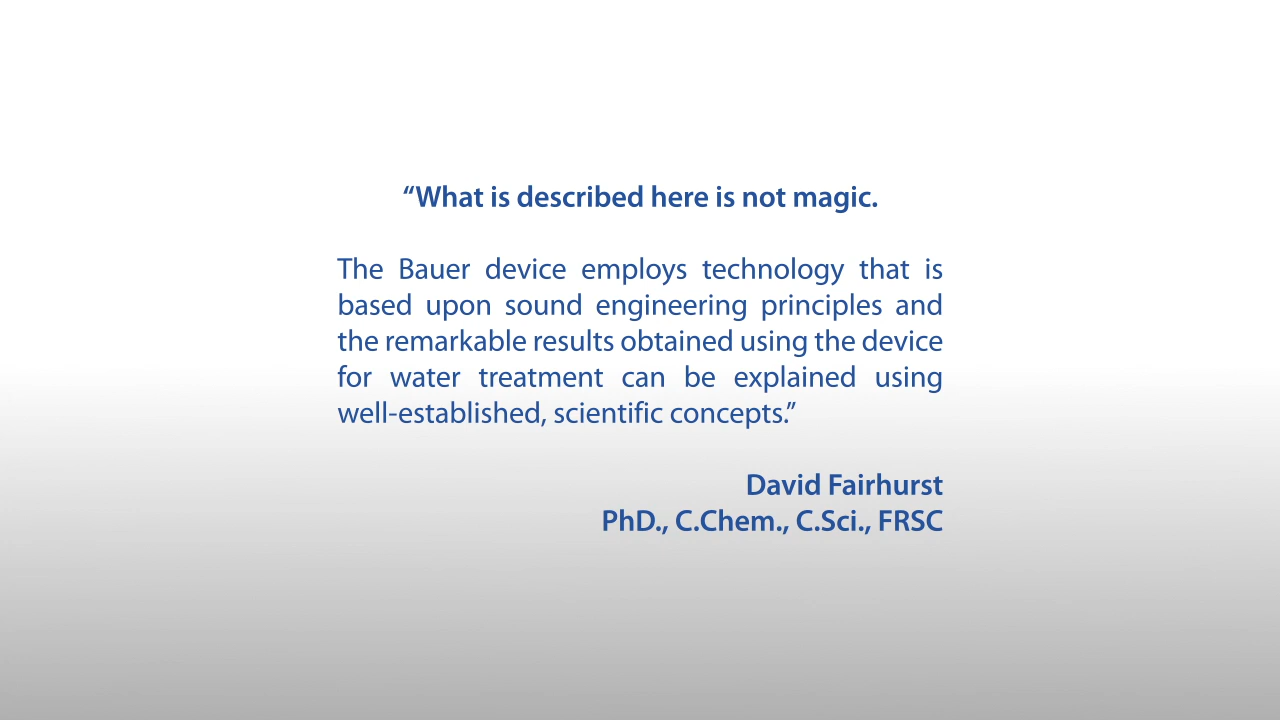 “What is described here is not magic.
The Bauer device employs technology that is
based upon sound engineering principles and
the remarkable results obtained using the device
for water treatment can be explained using
well-established, scientific concepts.”
David Fairhurst
PhD., C.Chem., C.Sci., FRSC